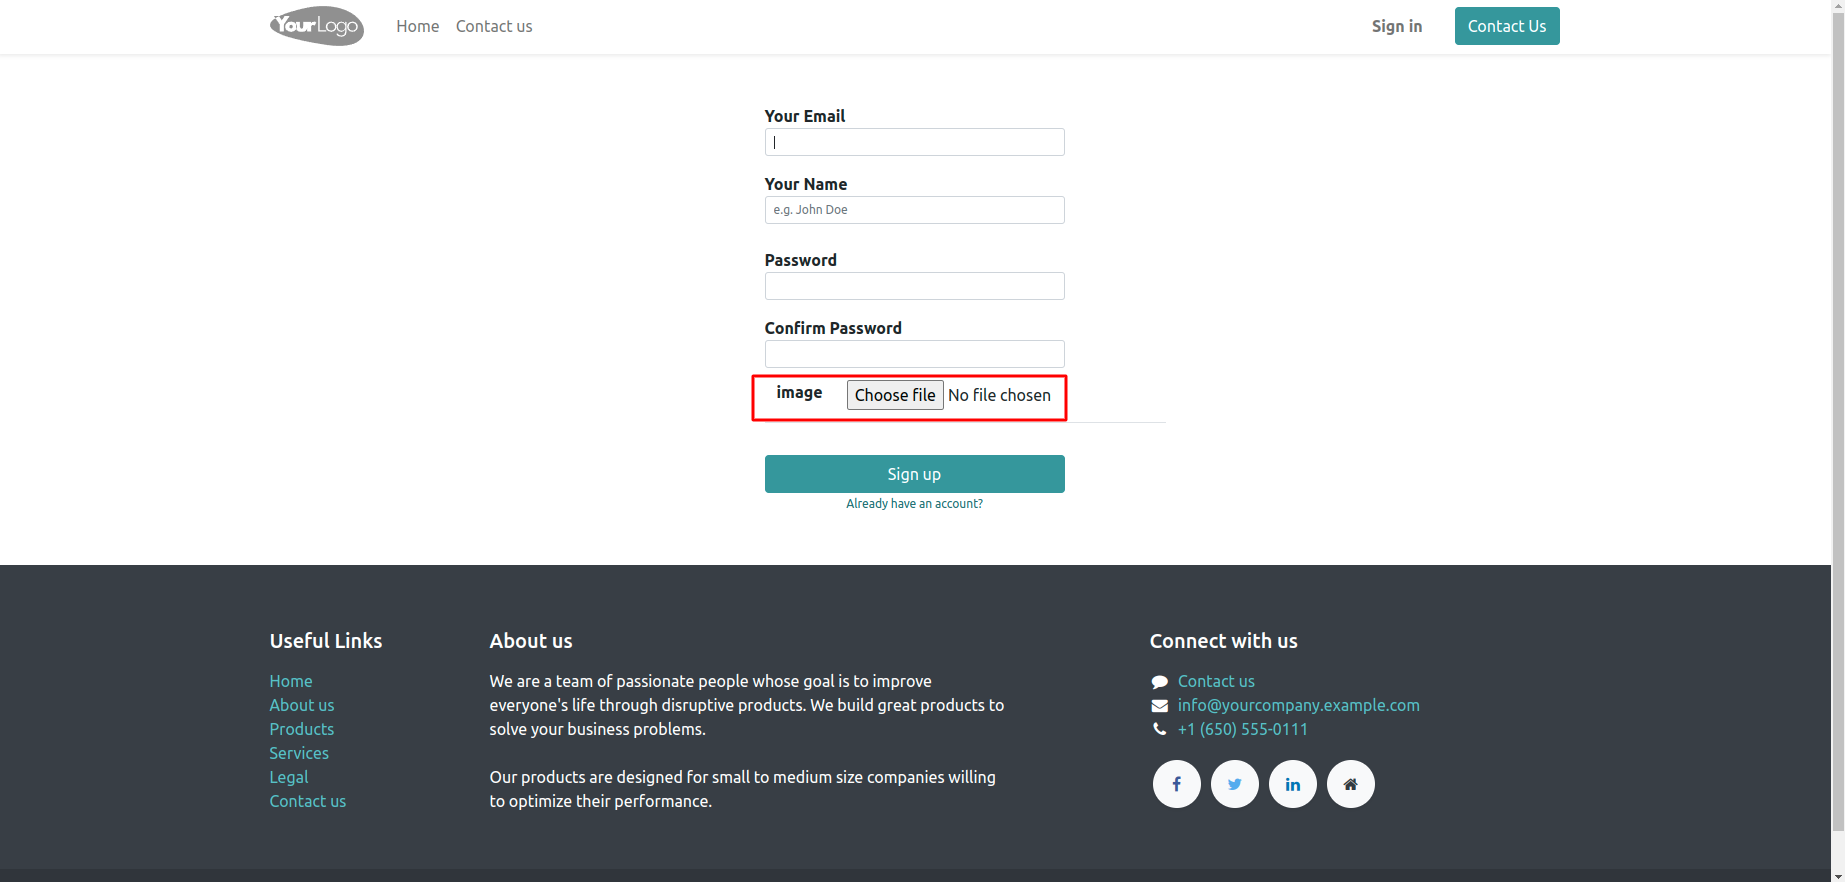 YourLogo
Home
Contact us
Sign in
Contact Us
Your Email
Your Name
e.g. John Doe
Password
Confirm Password
image Choose file No file chosen
Sign up
Already have an account?
Useful Links
Home
About us
Products
Services
Legal
Contact us
About us
We are a team of passionate people whose goal is to improve
everyone's life through disruptive products. We build great products to
solve your business problems.
Our products are designed for small to medium size companies willing
to optimize their performance.
Connect with us
Contact us
info@yourcompany.example.com
+1 (650) 555-0111